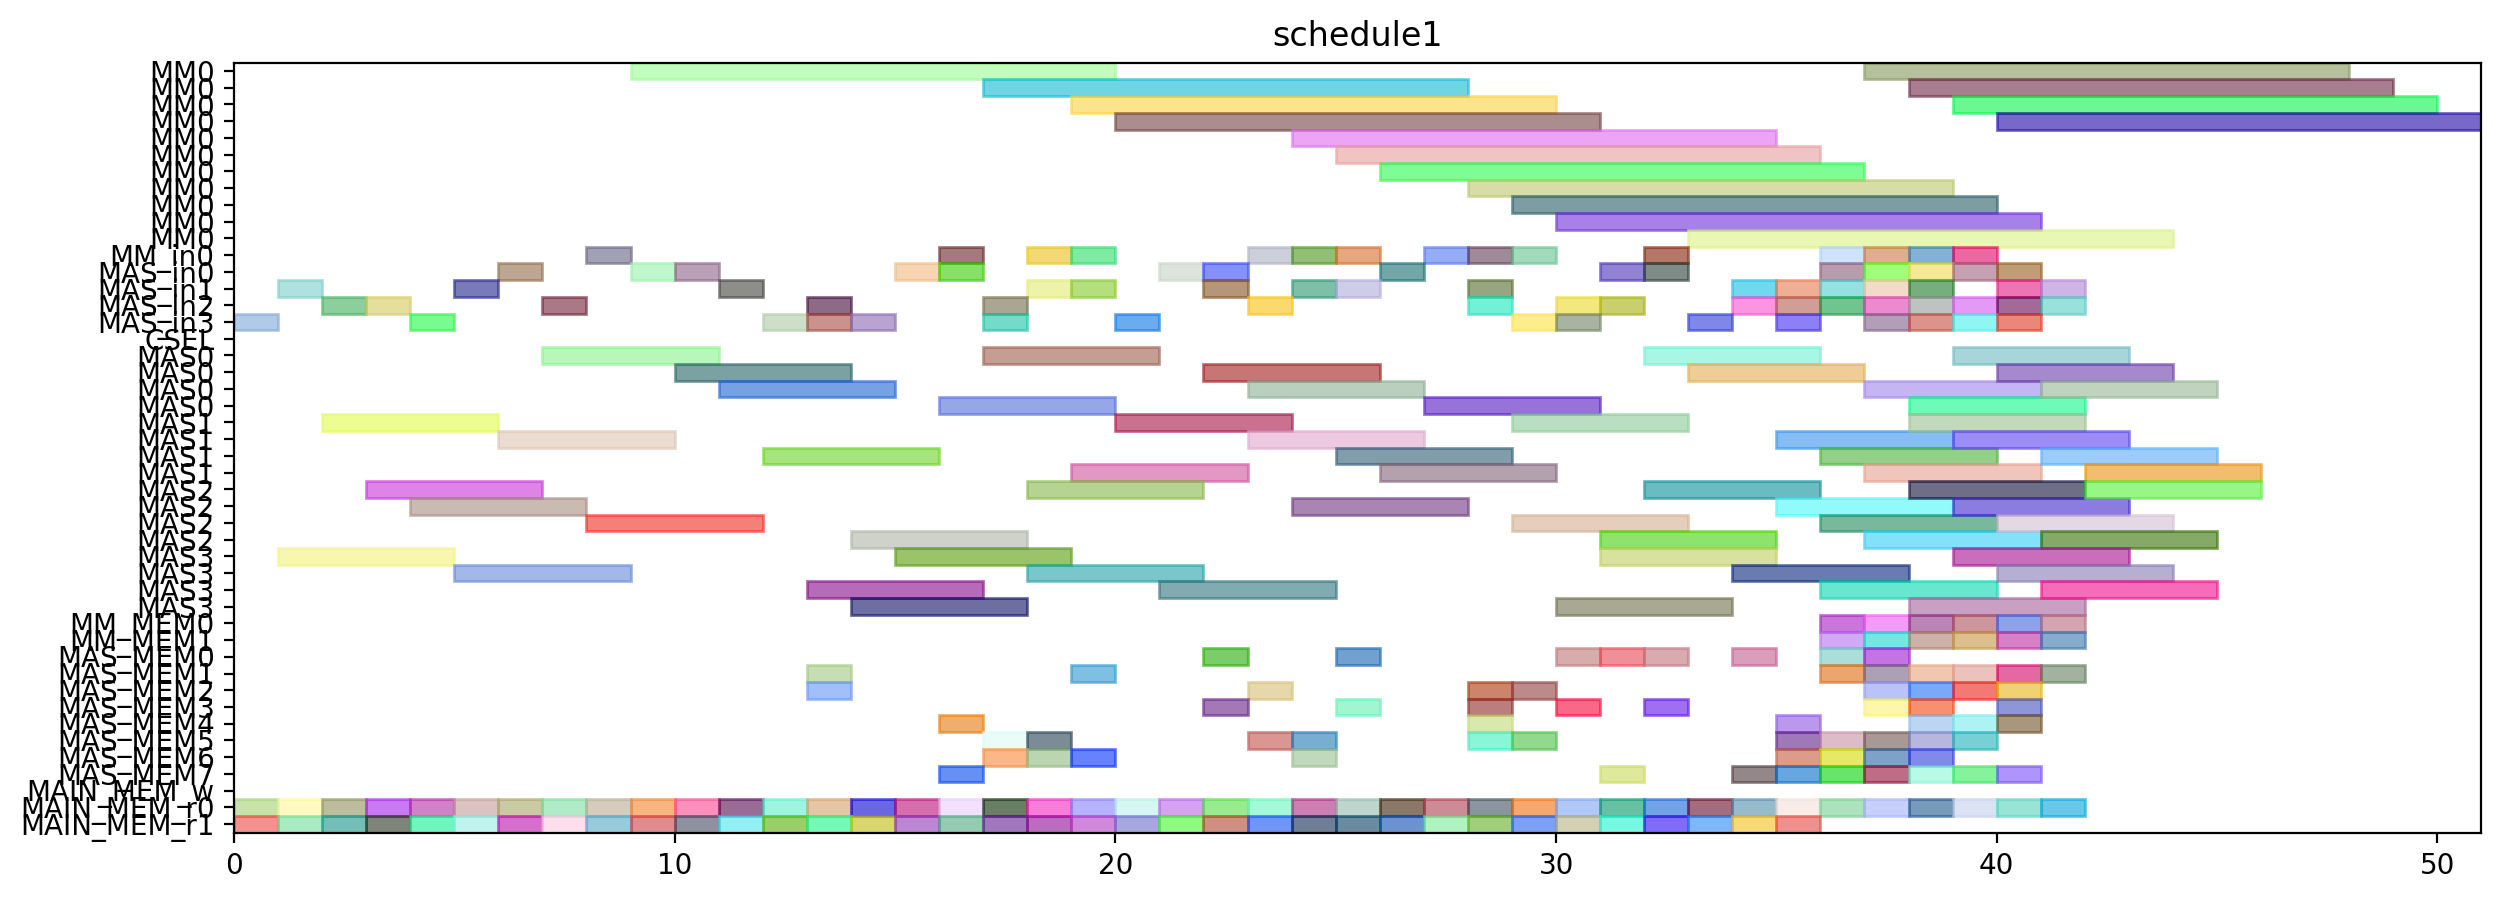 schedule1
MM0
MM0
MM0
MM0
MM0
MM0
MM0
MM0
MM0
MM0
MM0
MM_in0
MAS_in0
MAS_in1
MAS_in2
MAS_in3
CSEL
MAS0
MAS0
MAS0
MAS0
MAS1
MAS1
MAS1
MAS1
MAS2
MAS2
MAS2
MAS2
MAS3
MAS3
MAS3
MAS3
MM_MEM0
MM_MEM1
MAS_MEM0
MAS_MEM1
MAS_MEM2
MAS_MEM3
MAS_MEM4
MAS_MEM5
MAS_MEM6
MAS_MEM7
MAIN_MEM_w
MAIN_MEM_r0
MAIN_MEM_r1
0 10 20 30 40 50